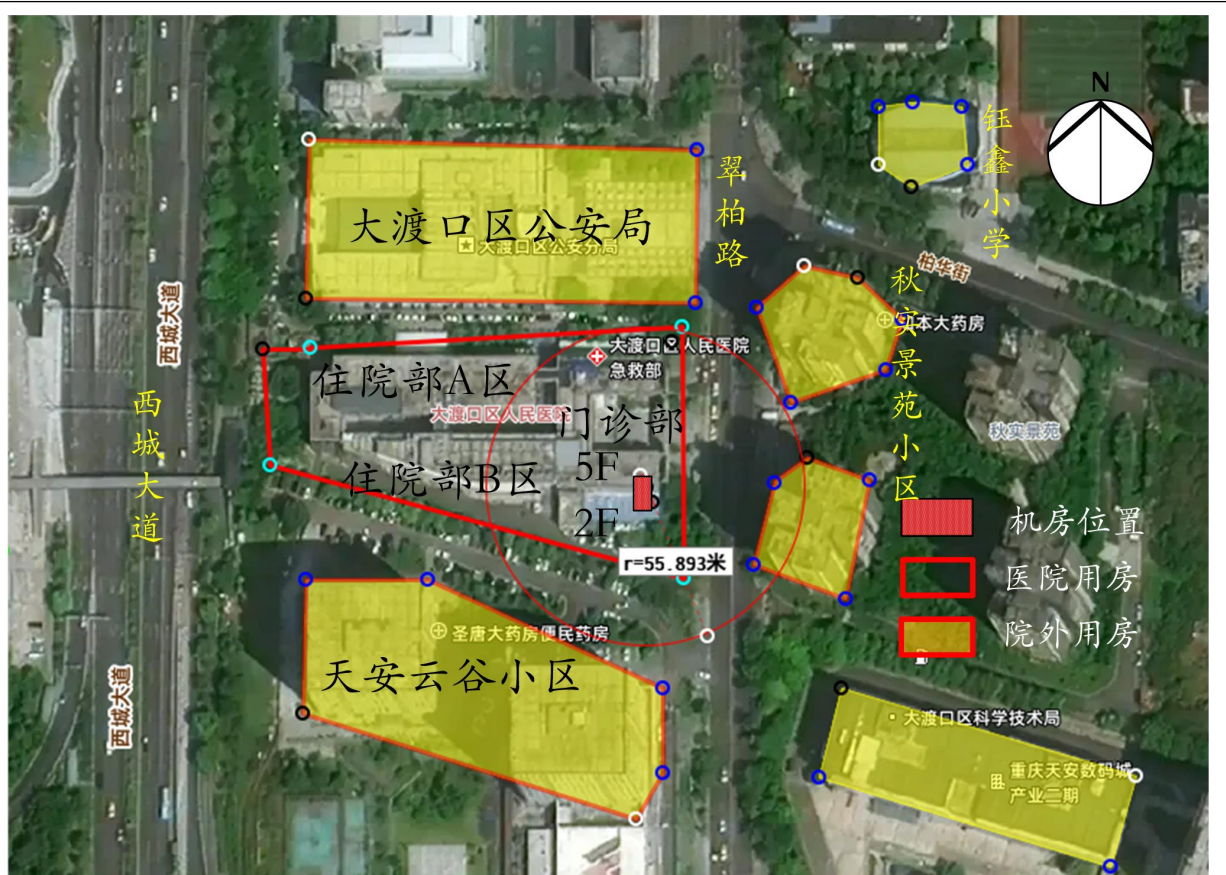 N
钰鑫小学
翠柏路
大渡口区公安局
大渡口区公安分局
柏华街
秋实景苑小区
本大药房
西城大道
大渡口区人民医院
急救部
住院部A区
大渡口区人民医院
门诊部
西城大道
秋实景苑
5F
住院部B区
2F
机房位置
r=55.893米
医院用房
圣唐大药房便民药房
院外用房
天安云谷小区
西城大道
大渡口区科学技术局
重庆天安数码城
产业二期